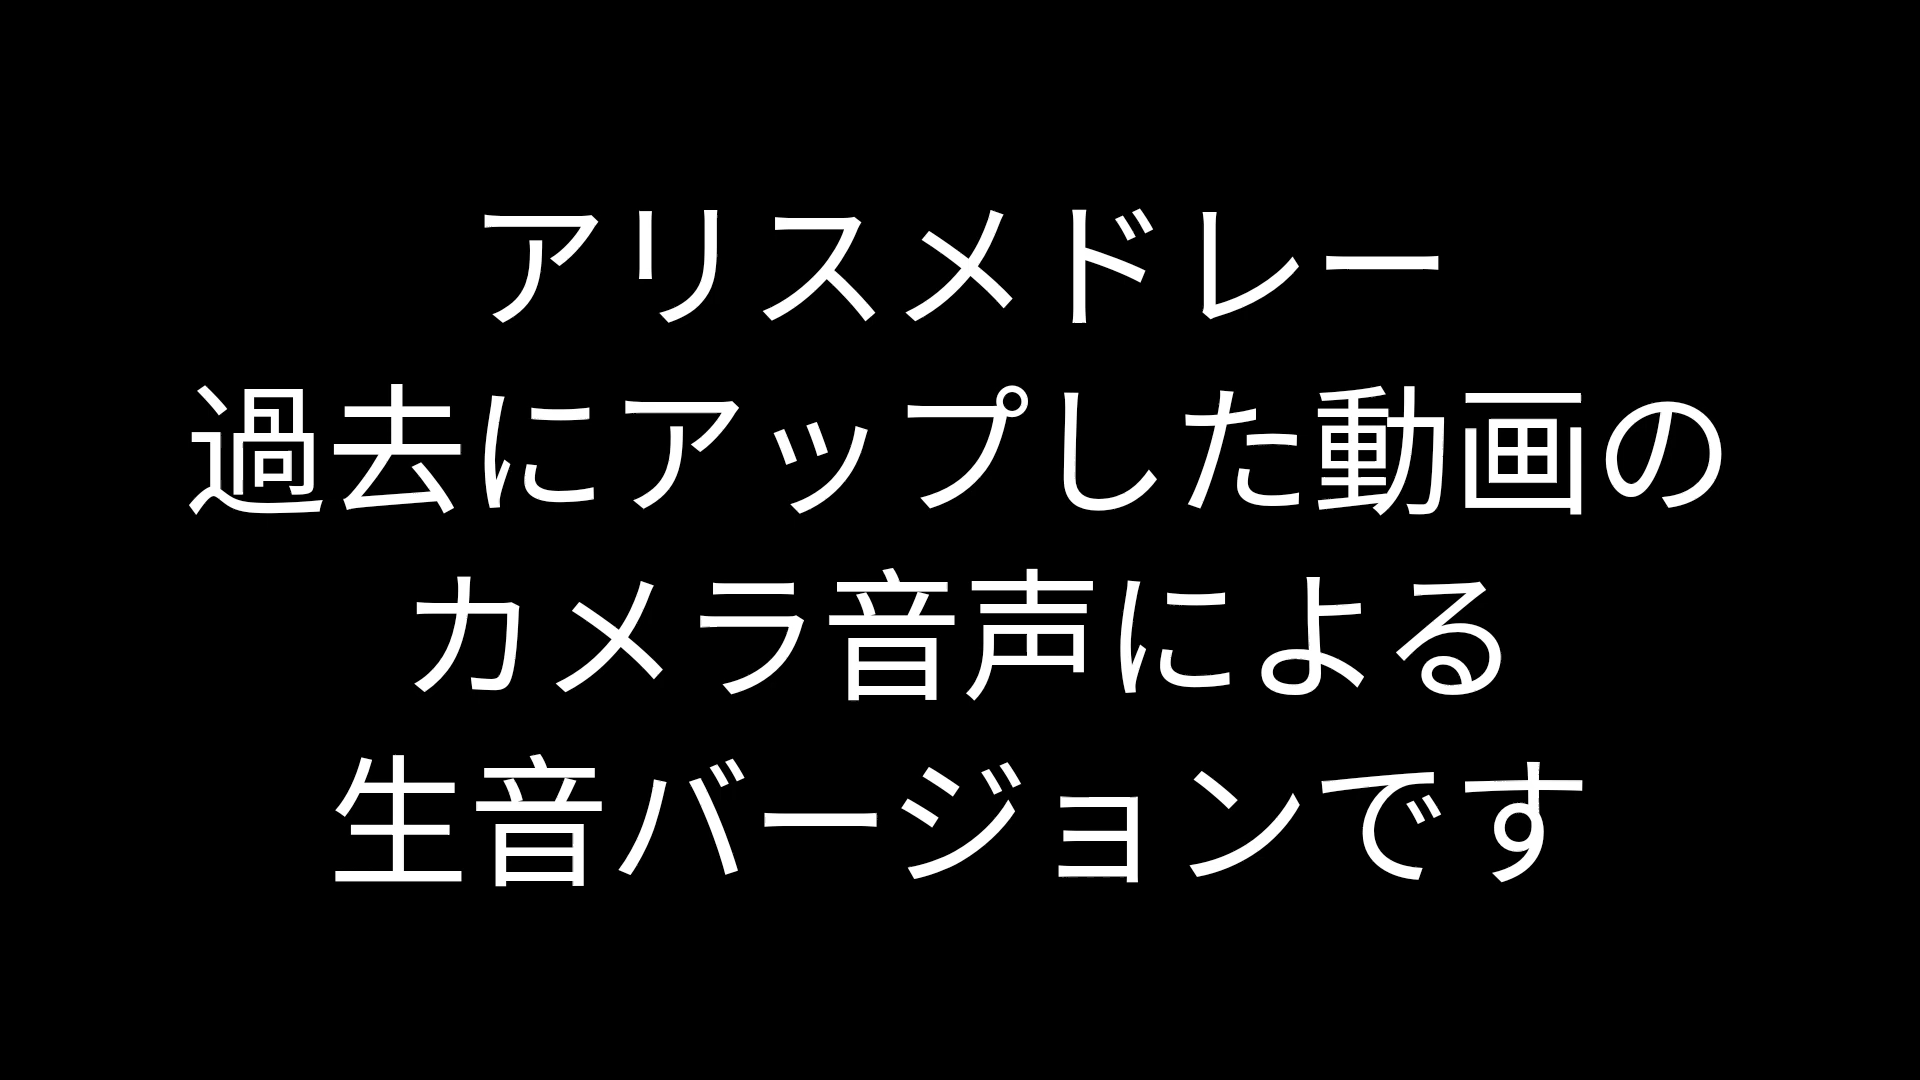 アリスメドレー
過去にアップした動画の
カメラ音声による
生音バージョンです